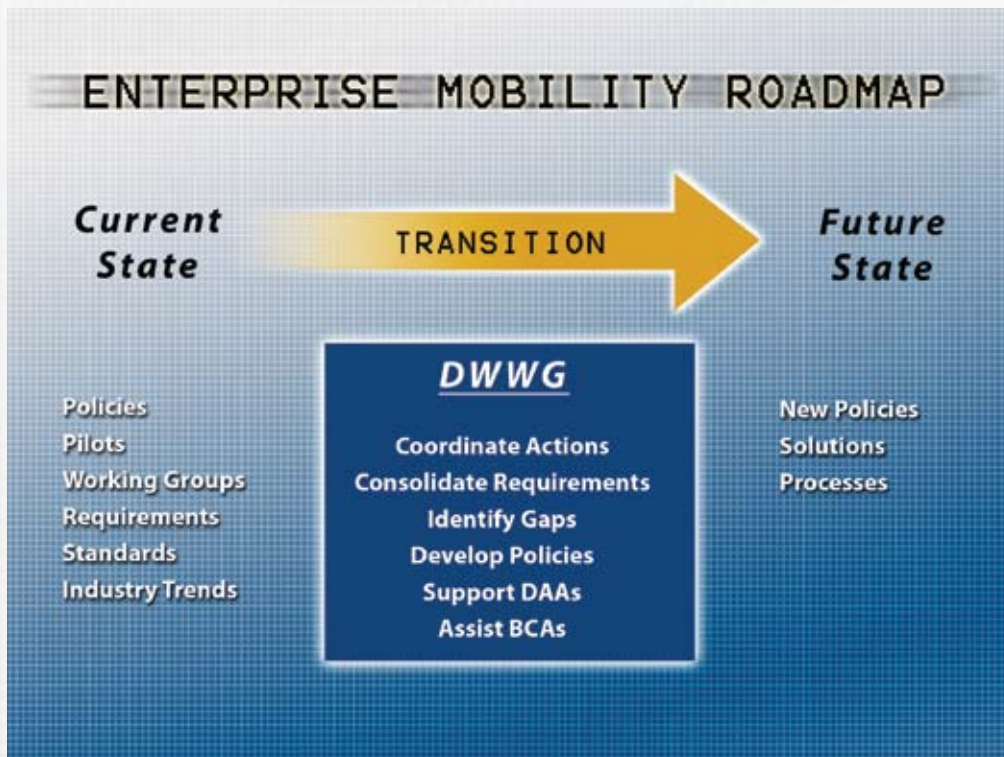 ENTERPRISE MOBILITY ROADMAP
Current
State
TRANSITION
Future
State
Policies
Pilots
Working Groups
Requirements
Standards
Industry Trends
DWWG
Coordinate Actions
Consolidate Requirements
Identify Gaps
Develop Policies
Support DAAs
Assist BCAs
New Policies
Solutions
Processes